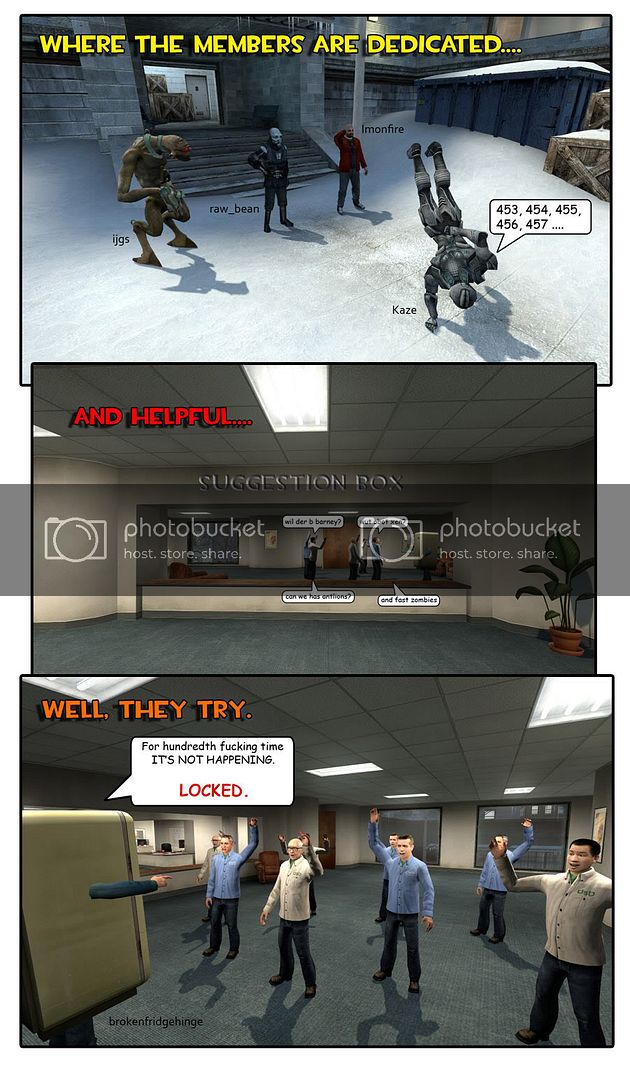 WHERE THE MEMBERS ARE DEDICATED....
lmonfire
raw_bean
ijgs
453, 454, 455,
456, 457 ....
Kaze
AND HELPFUL....
SUGGESTION BOX
wil der b barney?
wut abot xen?
photobucket
host. store. share.
photobucket
host. store. share.
can we has antlions?
and fast zombies
WELL, THEY TRY.
For hundredth fucking time
IT'S NOT HAPPENING.
LOCKED.
brokenfridgehinge